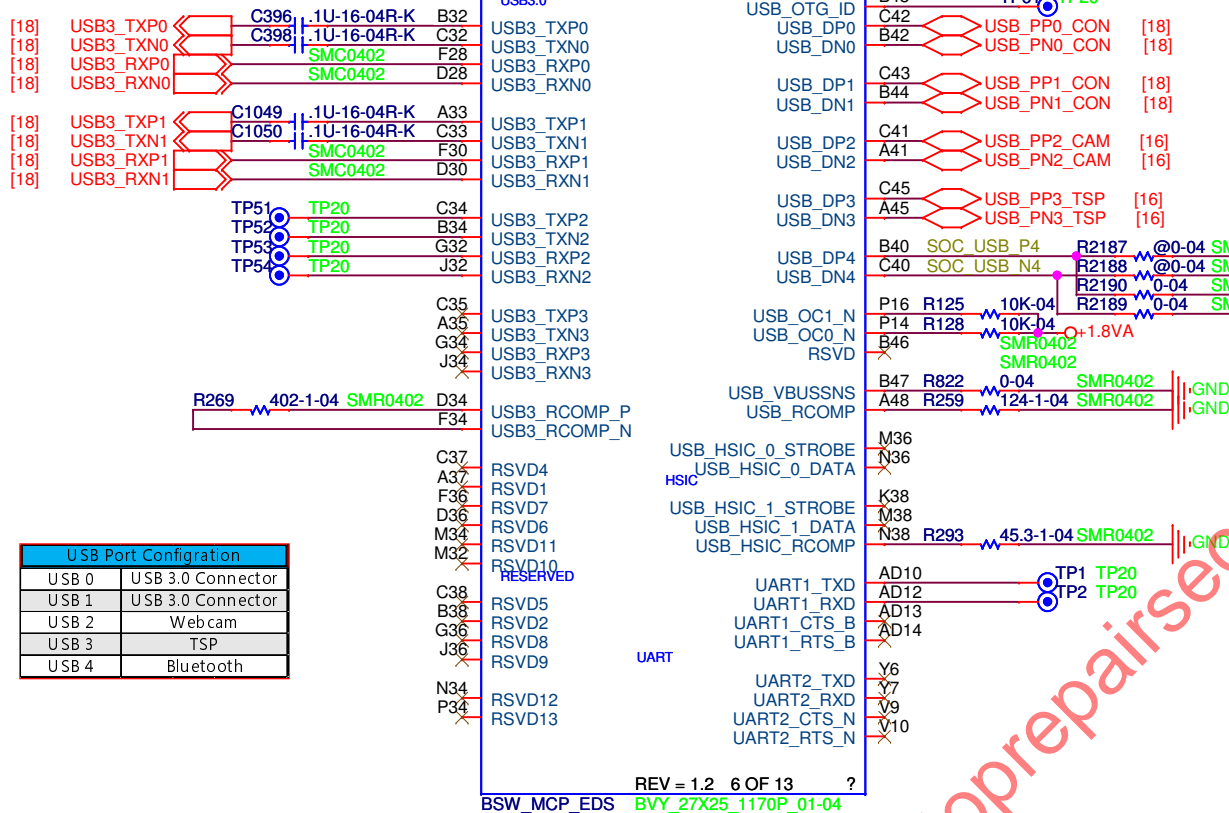 USB3.0
[18] USB3_TXP0 C396 .1U-16-04R-K B32 USB3_TXP0
[18] USB3_TXN0 C398 .1U-16-04R-K C32 USB3_TXN0
[18] USB3_RXP0 SMC0402 F28 USB3_RXP0
[18] USB3_RXN0 SMC0402 D28 USB3_RXN0
[18] USB3_TXP1 C1049 .1U-16-04R-K A33 USB3_TXP1
[18] USB3_TXN1 C1050 .1U-16-04R-K C33 USB3_TXN1
[18] USB3_RXP1 SMC0402 F30 USB3_RXP1
[18] USB3_RXN1 SMC0402 D30 USB3_RXN1
TP51 TP20 C34 USB3_TXP2
TP52 TP20 B34 USB3_TXN2
TP53 TP20 G32 USB3_RXP2
TP54 TP20 J32 USB3_RXN2
C35 USB3_TXP3
A35 USB3_TXN3
G34 USB3_RXP3
J34 USB3_RXN3
R269 402-1-04 SMR0402 D34 USB3_RCOMP_P
F34 USB3_RCOMP_N
C37 RSVD4
A37 RSVD1
F36 RSVD7
D36 RSVD6
M34 RSVD11
M32 RSVD10
RESERVED
C38 RSVD5
B38 RSVD2
G36 RSVD8
J36 RSVD9
N34 RSVD12
P34 RSVD13
USB_OTG_ID TP20
USB_DP0 C42 USB_PP0_CON [18]
USB_DN0 B42 USB_PN0_CON [18]
USB_DP1 C43 USB_PP1_CON [18]
USB_DN1 B44 USB_PN1_CON [18]
USB_DP2 C41 USB_PP2_CAM [16]
USB_DN2 A41 USB_PN2_CAM [16]
USB_DP3 C45 USB_PP3_TSP [16]
USB_DN3 A45 USB_PN3_TSP [16]
USB_DP4 B40 SOC_USB_P4 R2187 @0-04
USB_DN4 C40 SOC_USB_N4 R2188 @0-04
R2190 0-04
R2189 0-04
USB_OC1_N P16 R125 10K-04
USB_OC0_N P14 R128 10K-04 +1.8VA
RSVD B46 SMR0402
SMR0402
USB_VBUSSNS B47 R822 0-04 SMR0402 GND
USB_RCOMP A48 R259 124-1-04 SMR0402 GND
USB_HSIC_0_STROBE M36
USB_HSIC_0_DATA N36
HSIC
USB_HSIC_1_STROBE K38
USB_HSIC_1_DATA M38
USB_HSIC_RCOMP N38 R293 45.3-1-04 SMR0402 GND
UART1_TXD AD10 TP1 TP20
UART1_RXD AD12 TP2 TP20
UART1_CTS_B AD13
UART1_RTS_B AD14
UART
UART2_TXD Y6
UART2_RXD Y7
UART2_CTS_N V9
UART2_RTS_N V10
USB Port Configration
USB 0 USB 3.0 Connector
USB 1 USB 3.0 Connector
USB 2 Webcam
USB 3 TSP
USB 4 Bluetooth
REV = 1.2 6 OF 13 ?
BSW_MCP_EDS BVY_27X25_1170P_01-04